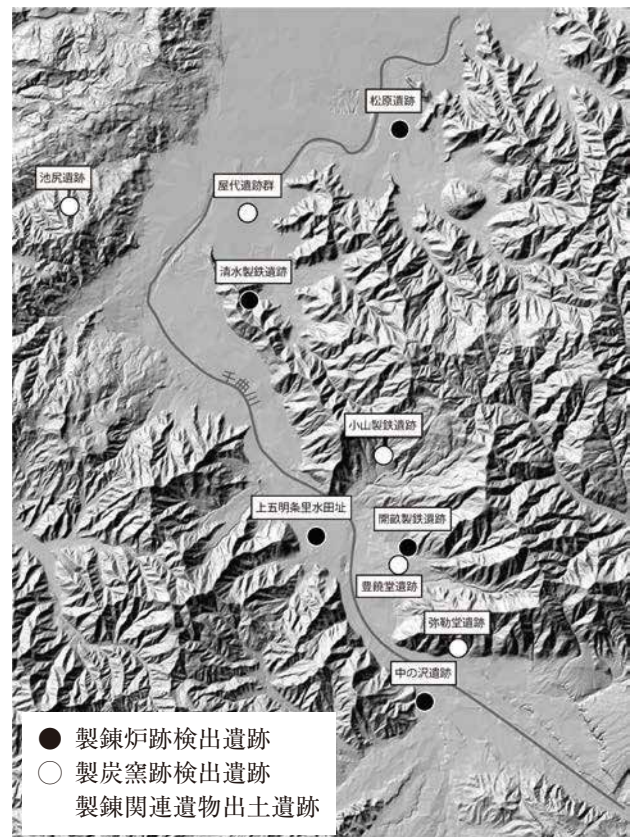 松原遺跡
池尻遺跡
屋代遺跡群
清水製鉄遺跡
千曲川
小山製鉄遺跡
上五明条里水田址
開畝製鉄遺跡
豊饒堂遺跡
弥勒堂遺跡
中の沢遺跡
● 製錬炉跡検出遺跡
○ 製炭窯跡検出遺跡
製錬関連遺物出土遺跡